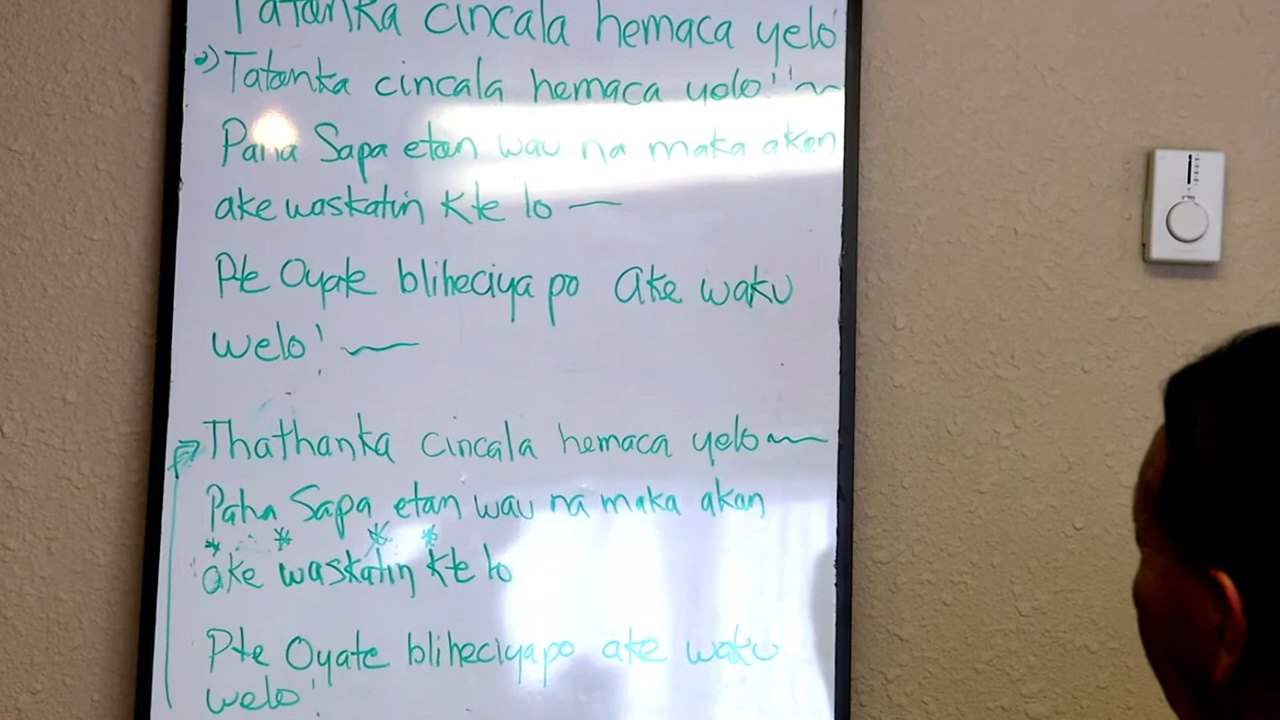 Tatanka cincala hemaca yelo
2) Tatanka cincala hemaca yelo! ~
Paha Sapa etan wau na maka akan
ake waskatin kte lo —
Pte Oyate bliheciya po ake waku
welo! ~
Thathanka cincala hemaca yelo ~
Paha Sapa etan wau na maka akan
* * * *
ake waskatin kte lo
Pte Oyate bliheciyapo ake waku
welo!